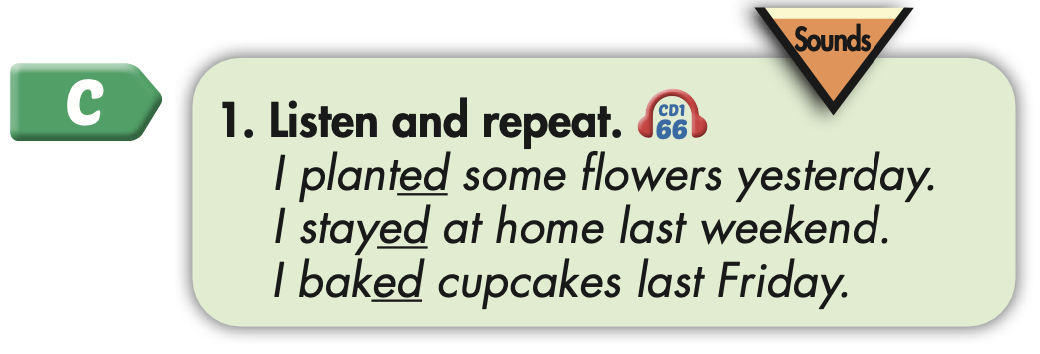 Sounds
C
1. Listen and repeat. CD1 66
I planted some flowers yesterday.
I stayed at home last weekend.
I baked cupcakes last Friday.